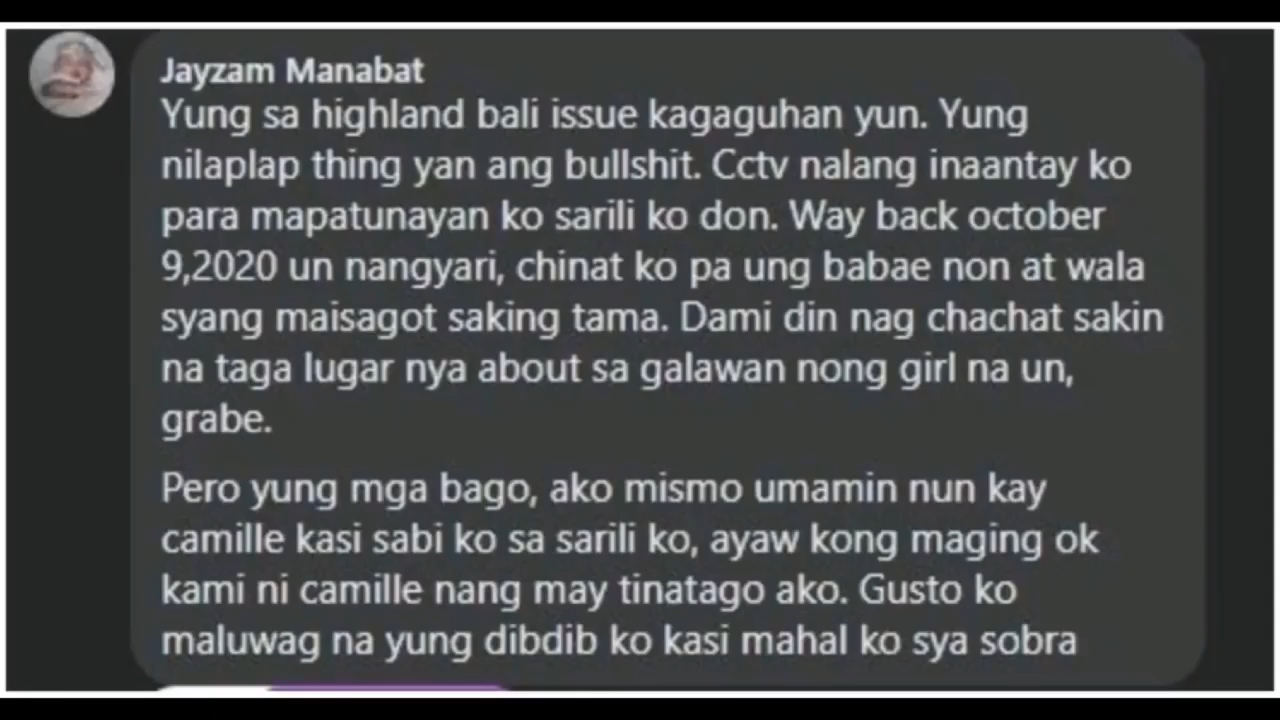 Jayzam Manabat
Yung sa highland bali issue kagaguhan yun. Yung
nilaplap thing yan ang bullshit. Cctv nalang inaantay ko
para mapatunayan ko sarili ko don. Way back october
9,2020 un nangyari, chinat ko pa ung babae non at wala
syang maisagot saking tama. Dami din nag chachat sakin
na taga lugar nya about sa galawan nong girl na un,
grabe.
Pero yung mga bago, ako mismo umamin nun kay
camille kasi sabi ko sa sarili ko, ayaw kong maging ok
kami ni camille nang may tinatago ako. Gusto ko
maluwag na yung dibdib ko kasi mahal ko sya sobra